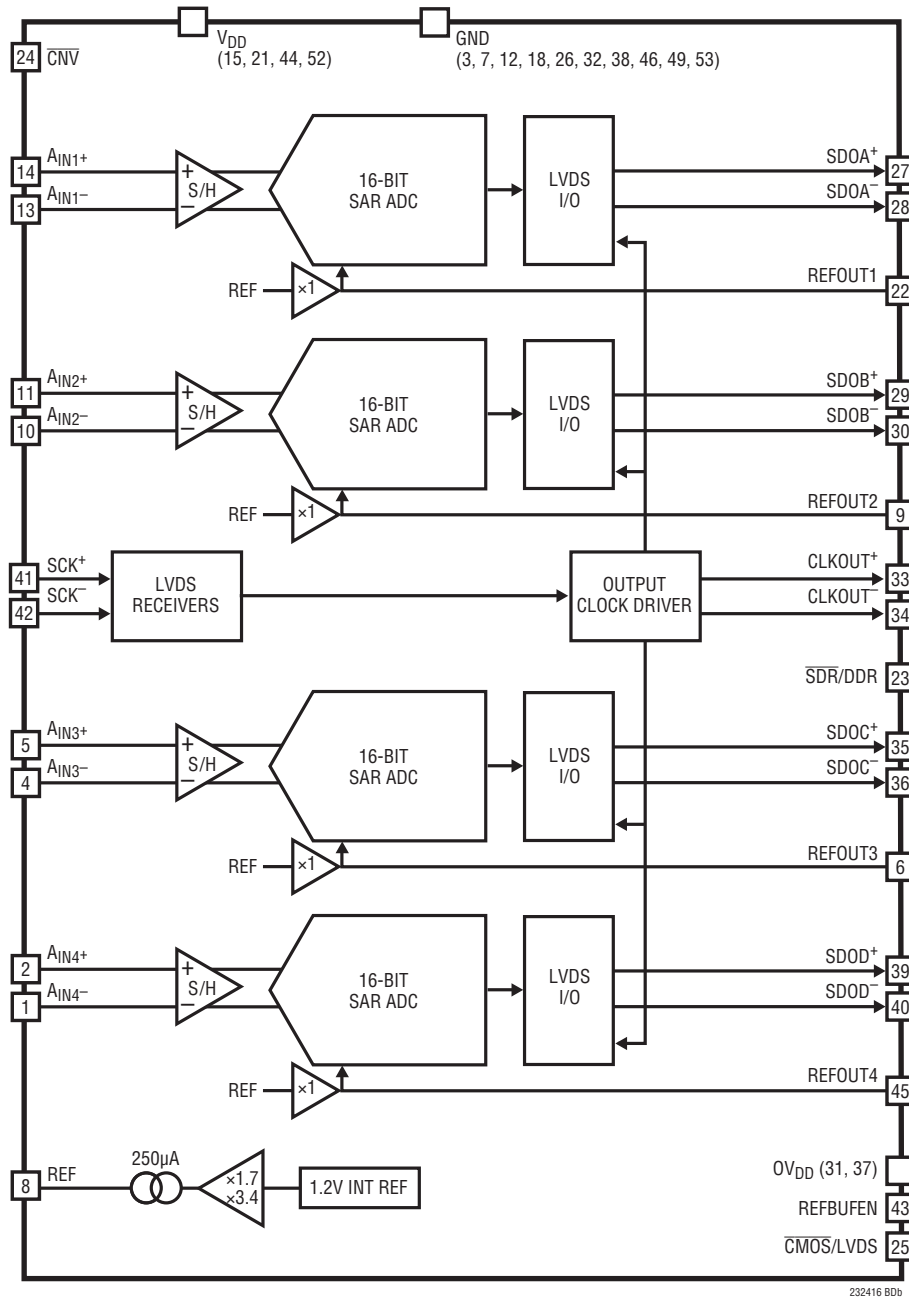 VDD
(15, 21, 44, 52)
GND
(3, 7, 12, 18, 26, 32, 38, 46, 49, 53)
24 CNV
14 AIN1+
13 AIN1–
+
S/H
–
16-BIT
SAR ADC
LVDS
I/O
SDOA+ 27
SDOA– 28
REF ×1
REFOUT1 22
11 AIN2+
10 AIN2–
+
S/H
–
16-BIT
SAR ADC
LVDS
I/O
SDOB+ 29
SDOB– 30
REF ×1
REFOUT2 9
41 SCK+
42 SCK–
LVDS
RECEIVERS
OUTPUT
CLOCK DRIVER
CLKOUT+ 33
CLKOUT– 34
SDR/DDR 23
5 AIN3+
4 AIN3–
+
S/H
–
16-BIT
SAR ADC
LVDS
I/O
SDOC+ 35
SDOC– 36
REF ×1
REFOUT3 6
2 AIN4+
1 AIN4–
+
S/H
–
16-BIT
SAR ADC
LVDS
I/O
SDOD+ 39
SDOD– 40
REF ×1
REFOUT4 45
8 REF
250µA
×1.7
×3.4
1.2V INT REF
OVDD (31, 37)
REFBUFEN 43
CMOS/LVDS 25
232416 BDb